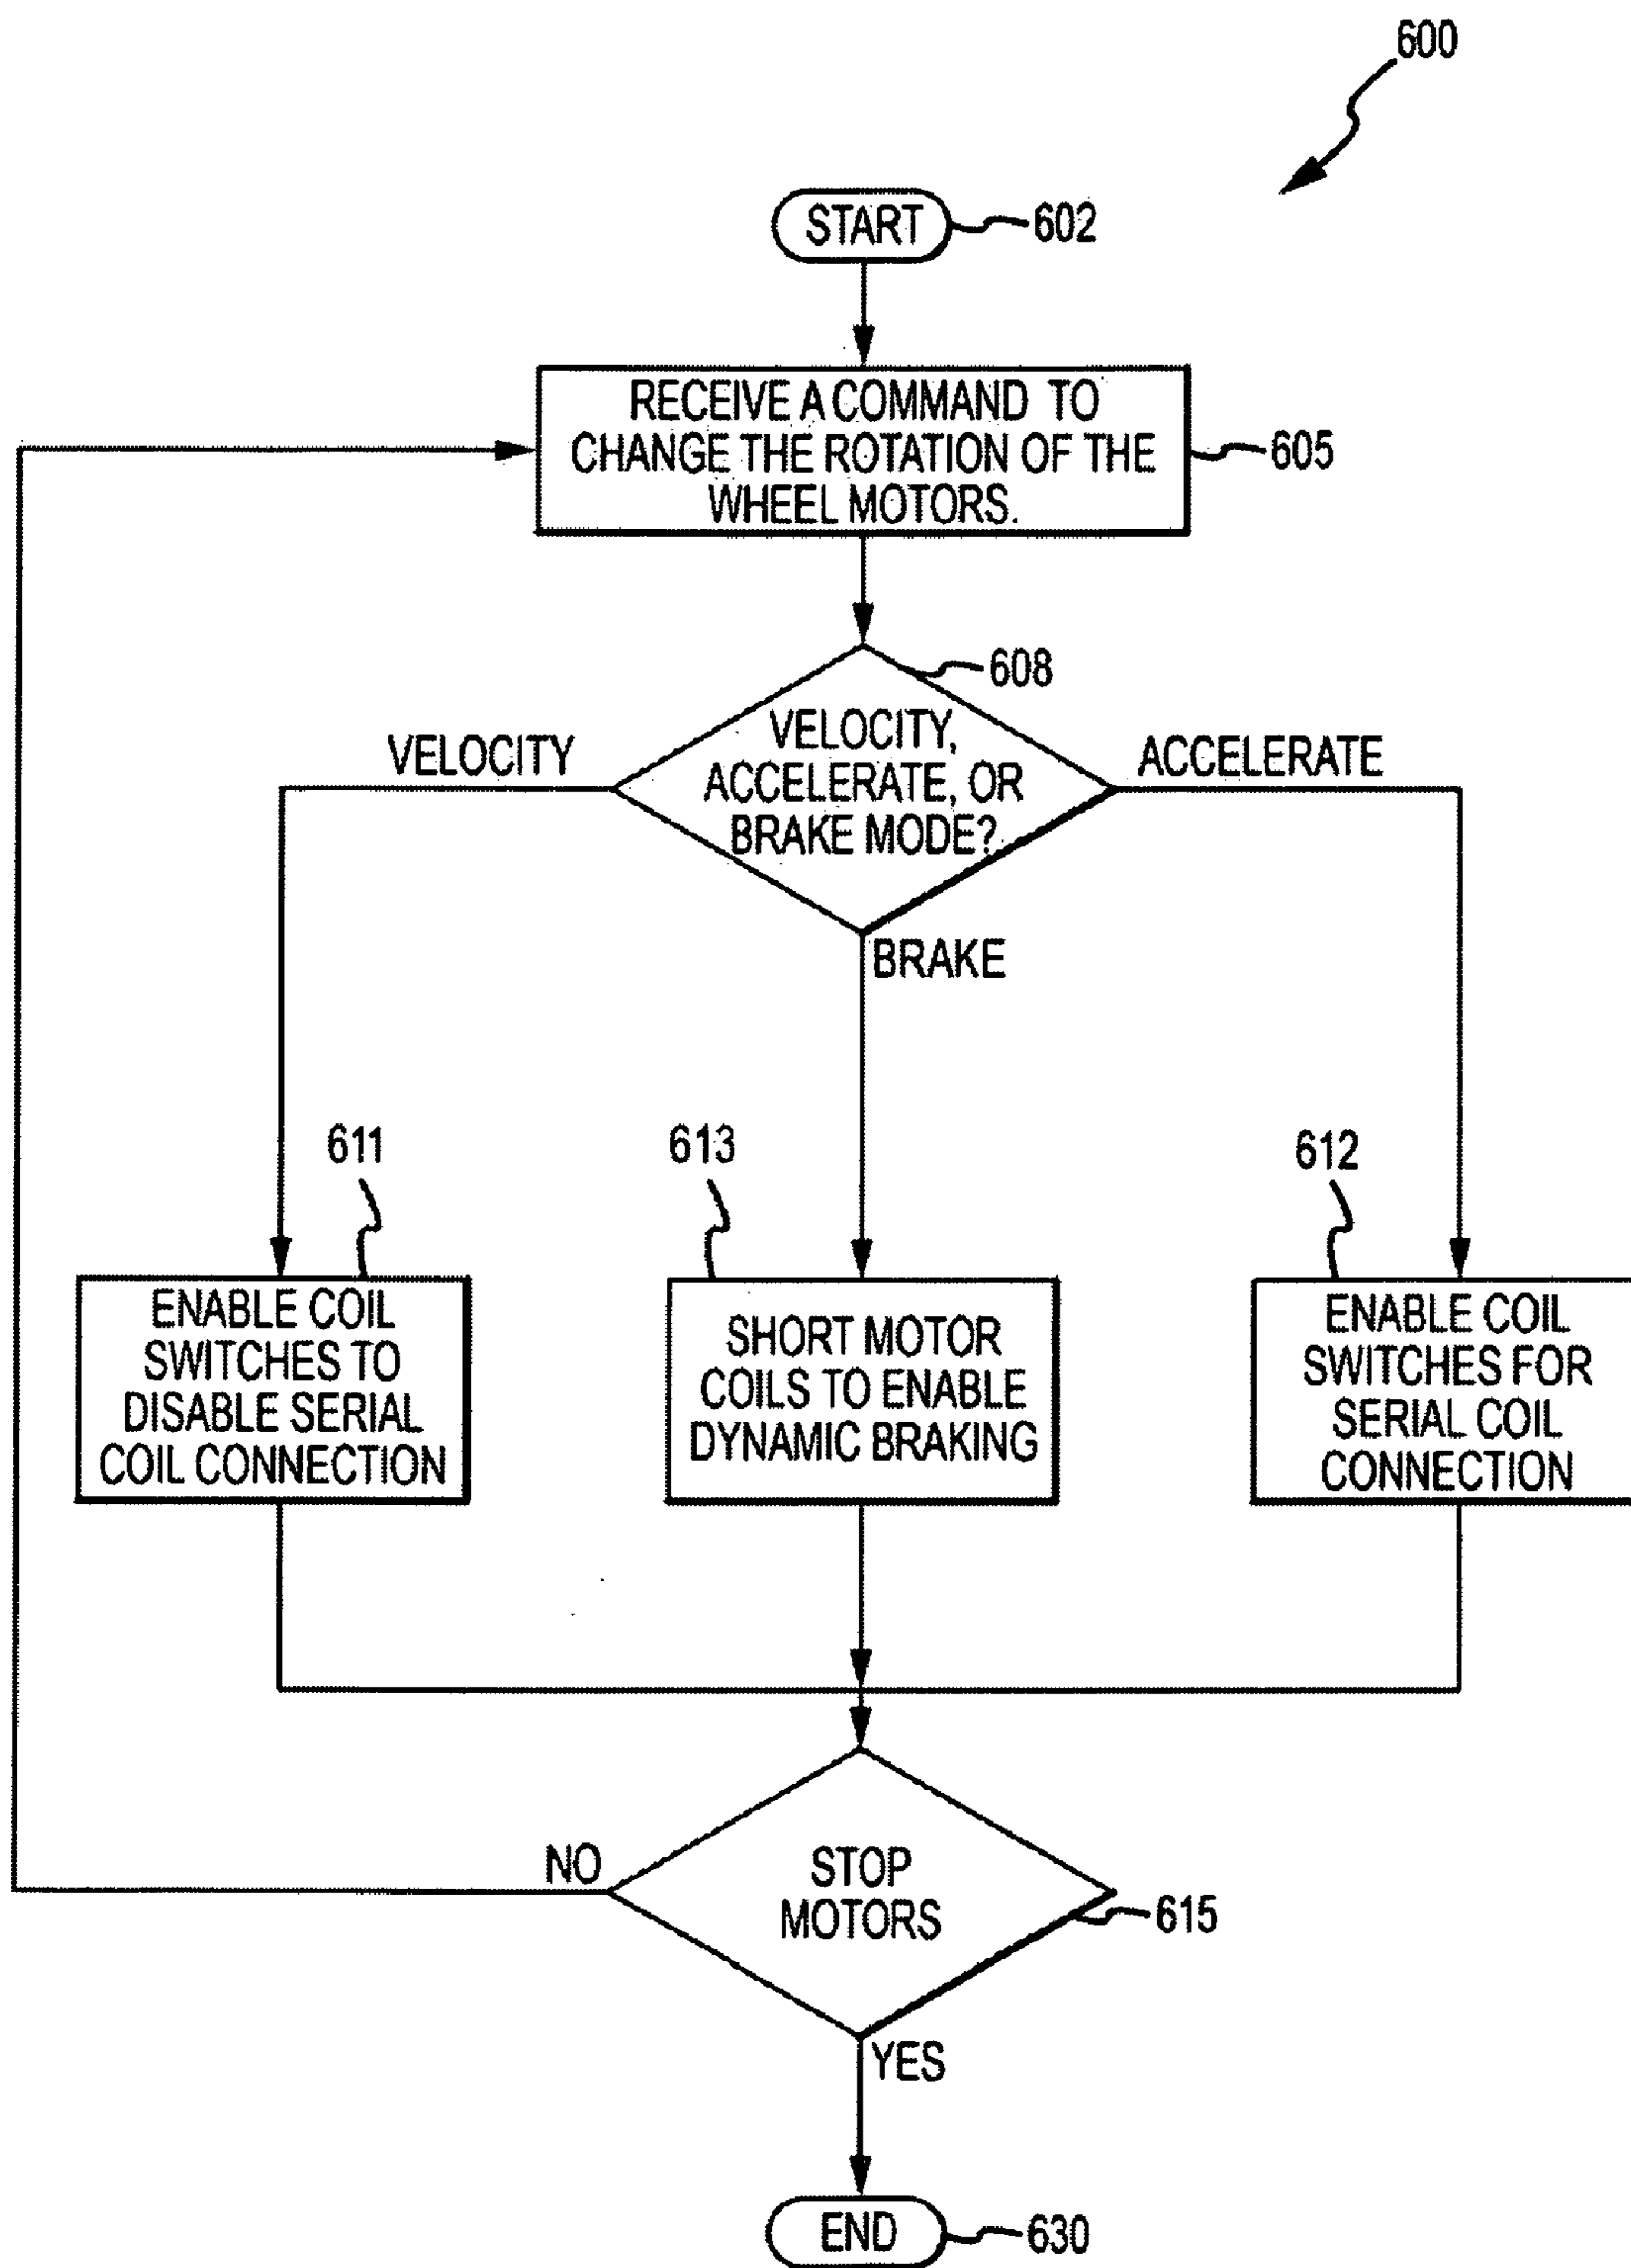 600
START
602
RECEIVE A COMMAND TO
CHANGE THE ROTATION OF THE
WHEEL MOTORS.
605
608
VELOCITY
VELOCITY,
ACCELERATE, OR
BRAKE MODE?
ACCELERATE
BRAKE
611
613
612
ENABLE COIL
SWITCHES TO
DISABLE SERIAL
COIL CONNECTION
SHORT MOTOR
COILS TO ENABLE
DYNAMIC BRAKING
ENABLE COIL
SWITCHES FOR
SERIAL COIL
CONNECTION
NO
STOP
MOTORS
615
YES
END
630